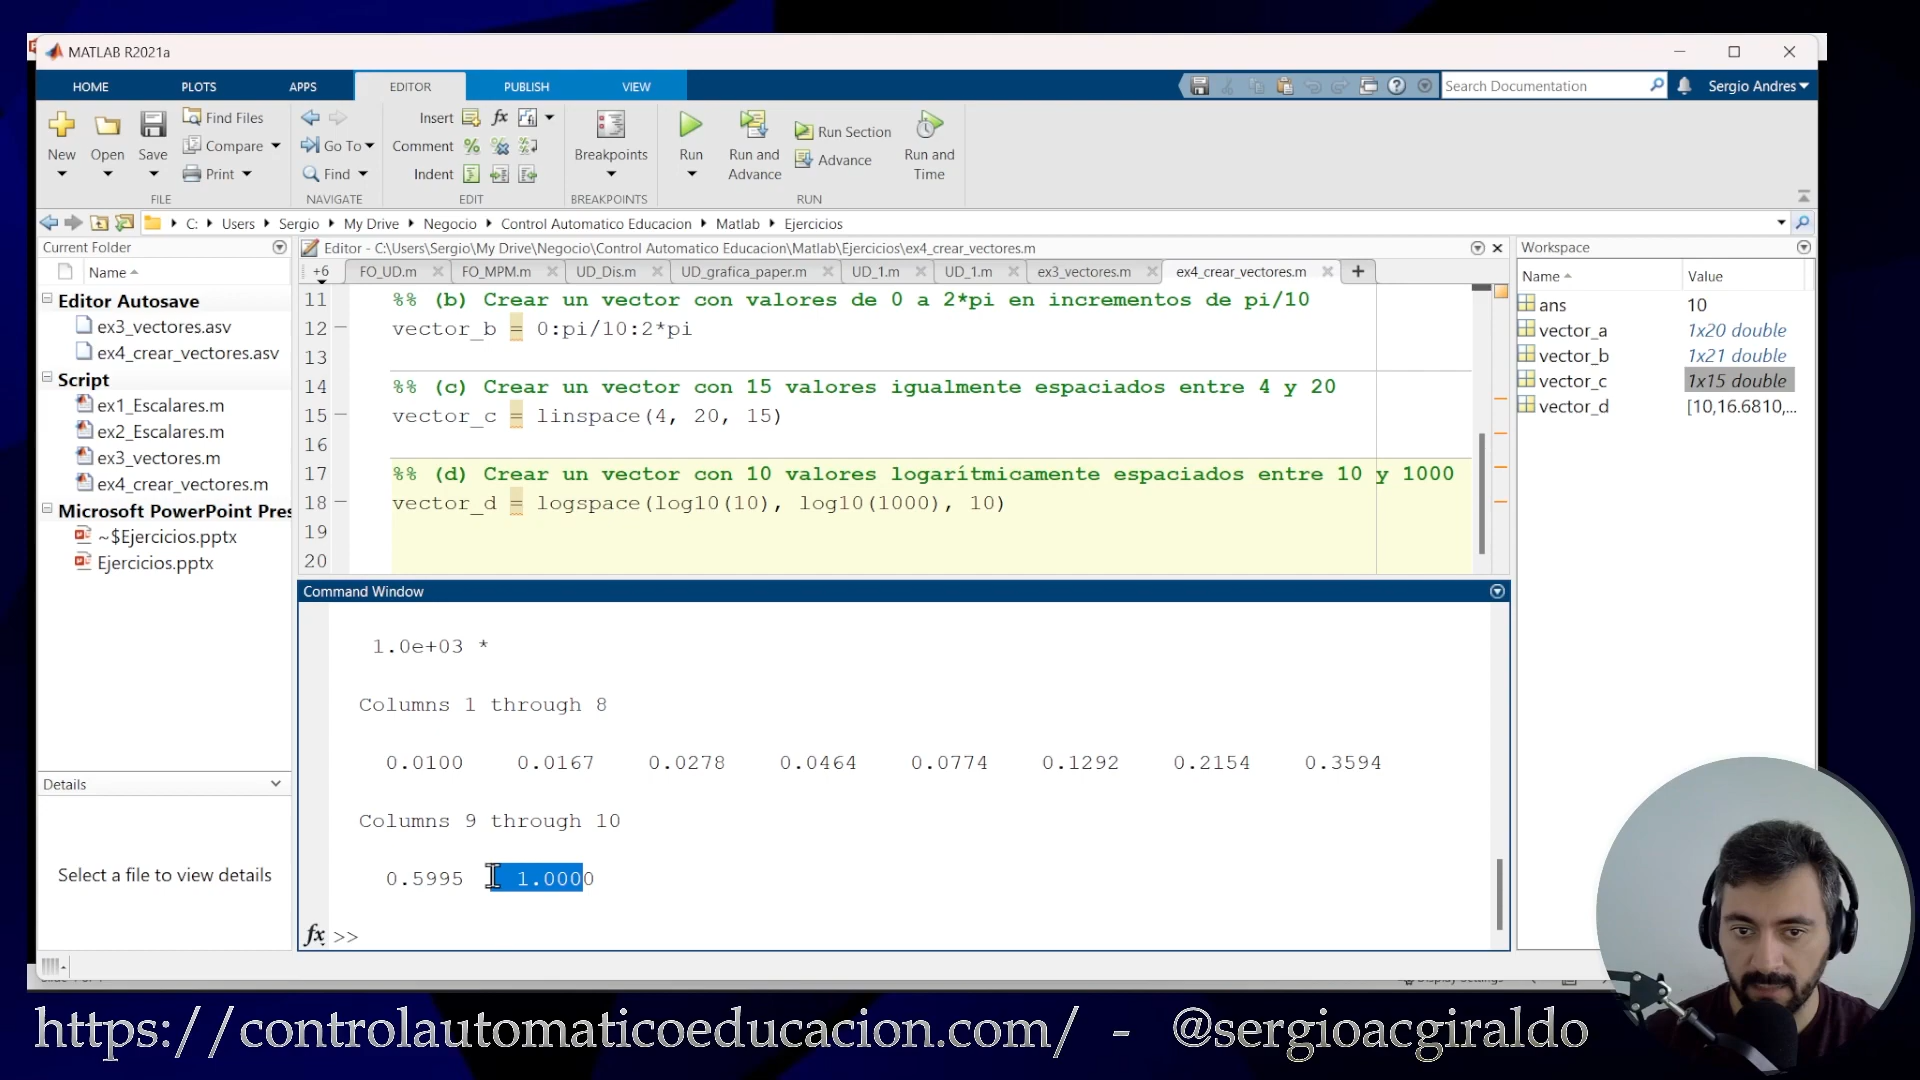 MATLAB R2021a
HOME PLOTS APPS EDITOR PUBLISH VIEW Search Documentation Sergio Andres
New Open Save Find Files Compare Print
Go To Find
Insert fx
Comment
Indent
Breakpoints Run Run and Advance Run Section Advance Run and Time
FILE NAVIGATE EDIT BREAKPOINTS RUN
C: Users Sergio My Drive Negocio Control Automatico Educacion Matlab Ejercicios
Current Folder
Name
Editor Autosave
ex3_vectores.asv
ex4_crear_vectores.asv
Script
ex1_Escalares.m
ex2_Escalares.m
ex3_vectores.m
ex4_crear_vectores.m
Microsoft PowerPoint Pres
~$Ejercicios.pptx
Ejercicios.pptx
Details
Select a file to view details
Editor - C:\Users\Sergio\My Drive\Negocio\Control Automatico Educacion\Matlab\Ejercicios\ex4_crear_vectores.m
+6 FO_UD.m FO_MPM.m UD_Dis.m UD_grafica_paper.m UD_1.m UD_1.m ex3_vectores.m ex4_crear_vectores.m
11 %% (b) Crear un vector con valores de 0 a 2*pi en incrementos de pi/10
12 vector_b = 0:pi/10:2*pi
13
14 %% (c) Crear un vector con 15 valores igualmente espaciados entre 4 y 20
15 vector_c = linspace(4, 20, 15)
16
17 %% (d) Crear un vector con 10 valores logarítmicamente espaciados entre 10 y 1000
18 vector_d = logspace(log10(10), log10(1000), 10)
19
20
Command Window
1.0e+03 *
Columns 1 through 8
0.0100 0.0167 0.0278 0.0464 0.0774 0.1292 0.2154 0.3594
Columns 9 through 10
0.5995 1.0000
fx >>
Workspace
Name Value
ans 10
vector_a 1x20 double
vector_b 1x21 double
vector_c 1x15 double
vector_d [10,16.6810,...
https://controlautomaticoeducacion.com/ - @sergioacgiraldo